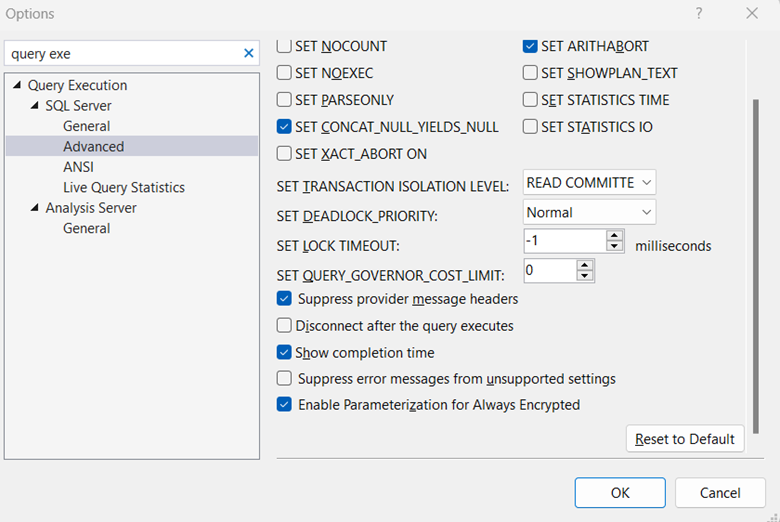 Options
?
query exe
Query Execution
SQL Server
General
Advanced
ANSI
Live Query Statistics
Analysis Server
General
SET NOCOUNT
SET ARITHABORT
SET NOEXEC
SET SHOWPLAN_TEXT
SET PARSEONLY
SET STATISTICS TIME
SET CONCAT_NULL_YIELDS_NULL
SET STATISTICS IO
SET XACT_ABORT ON
SET TRANSACTION ISOLATION LEVEL: READ COMMITTE
SET DEADLOCK_PRIORITY: Normal
SET LOCK TIMEOUT: -1 milliseconds
SET QUERY_GOVERNOR_COST_LIMIT: 0
Suppress provider message headers
Disconnect after the query executes
Show completion time
Suppress error messages from unsupported settings
Enable Parameterization for Always Encrypted
Reset to Default
OK Cancel